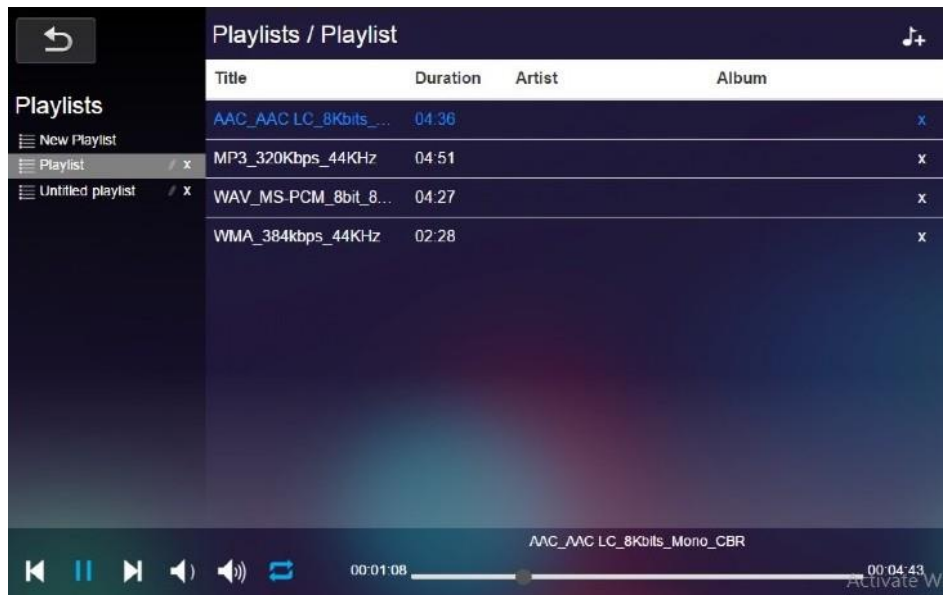 Playlists / Playlist
Title Duration Artist Album
Playlists
New Playlist
Playlist x
Untitled playlist x
AAC_AAC LC_8Kbits_... 04:36 x
MP3_320Kbps_44KHz 04:51 x
WAV_MS-PCM_8bit_8... 04:27 x
WMA_384kbps_44KHz 02:28 x
AAC_AAC LC_8Kbits_Mono_CBR
00:01:08 00:04:43
Activate W